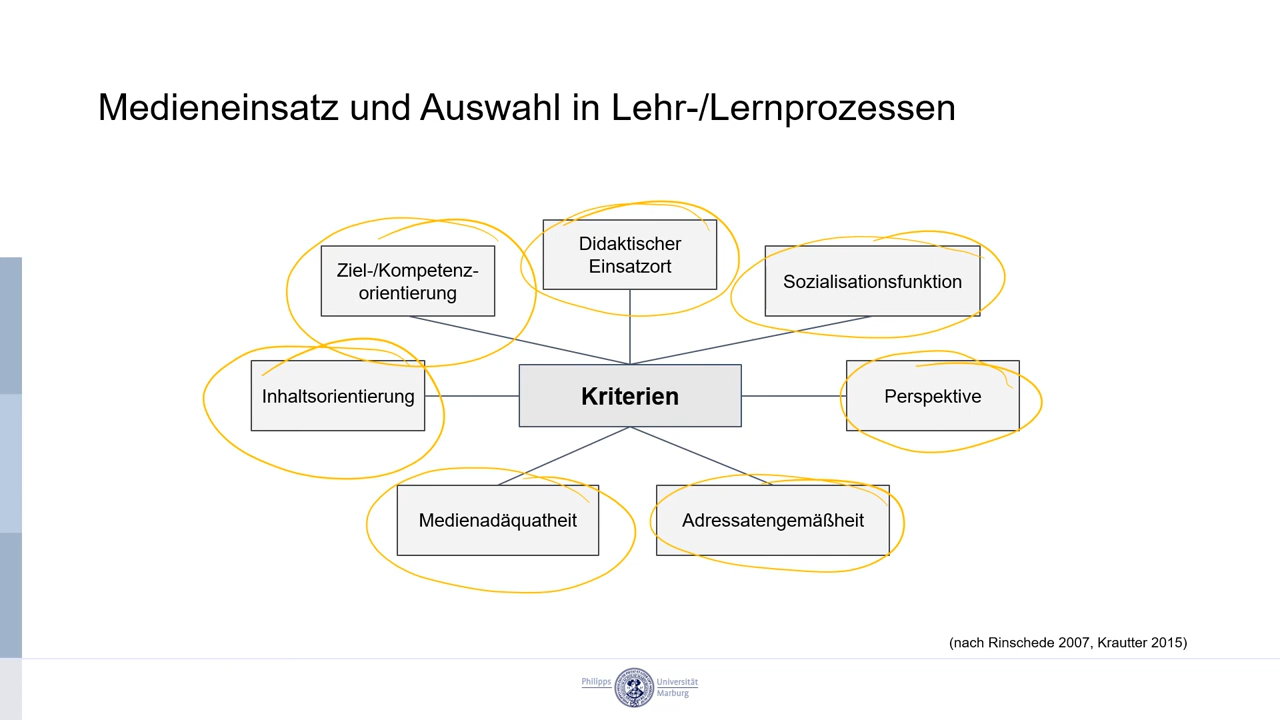 Medieneinsatz und Auswahl in Lehr-/Lernprozessen
Ziel-/Kompetenz-
orientierung
Didaktischer
Einsatzort
Sozialisationsfunktion
Inhaltsorientierung
Kriterien
Perspektive
Medienadäquatheit
Adressatengemäßheit
(nach Rinschede 2007, Krautter 2015)
Philipps
Universität
Marburg